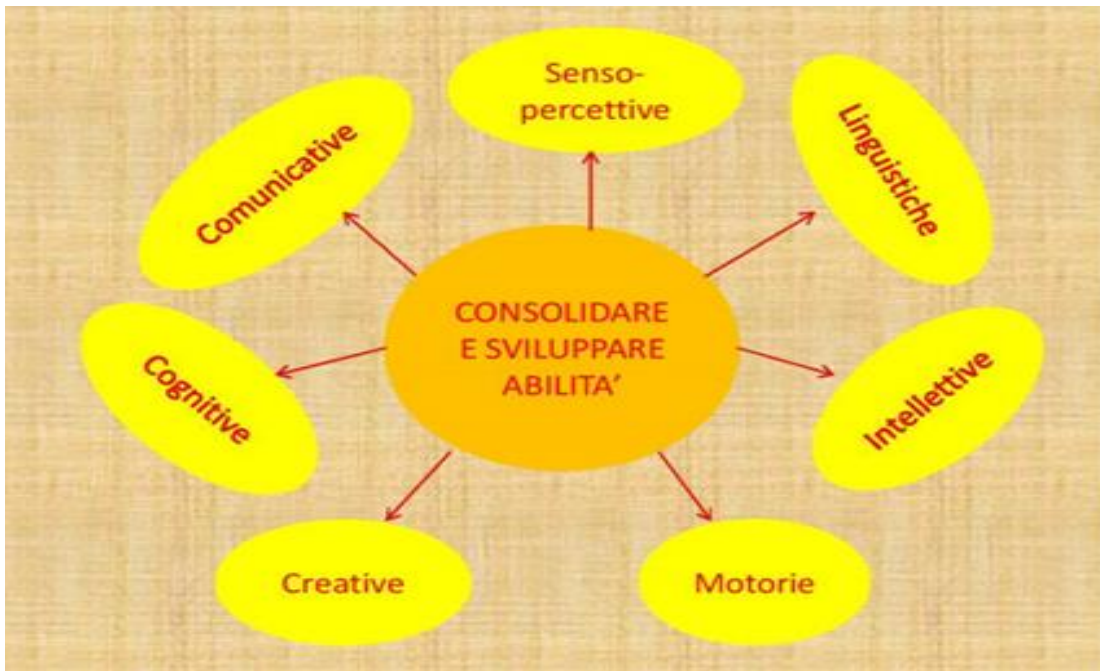 Senso-
percettive
Linguistiche
Comunicative
CONSOLIDARE
E SVILUPPARE
ABILITA’
Cognitive
Intellettive
Creative
Motorie